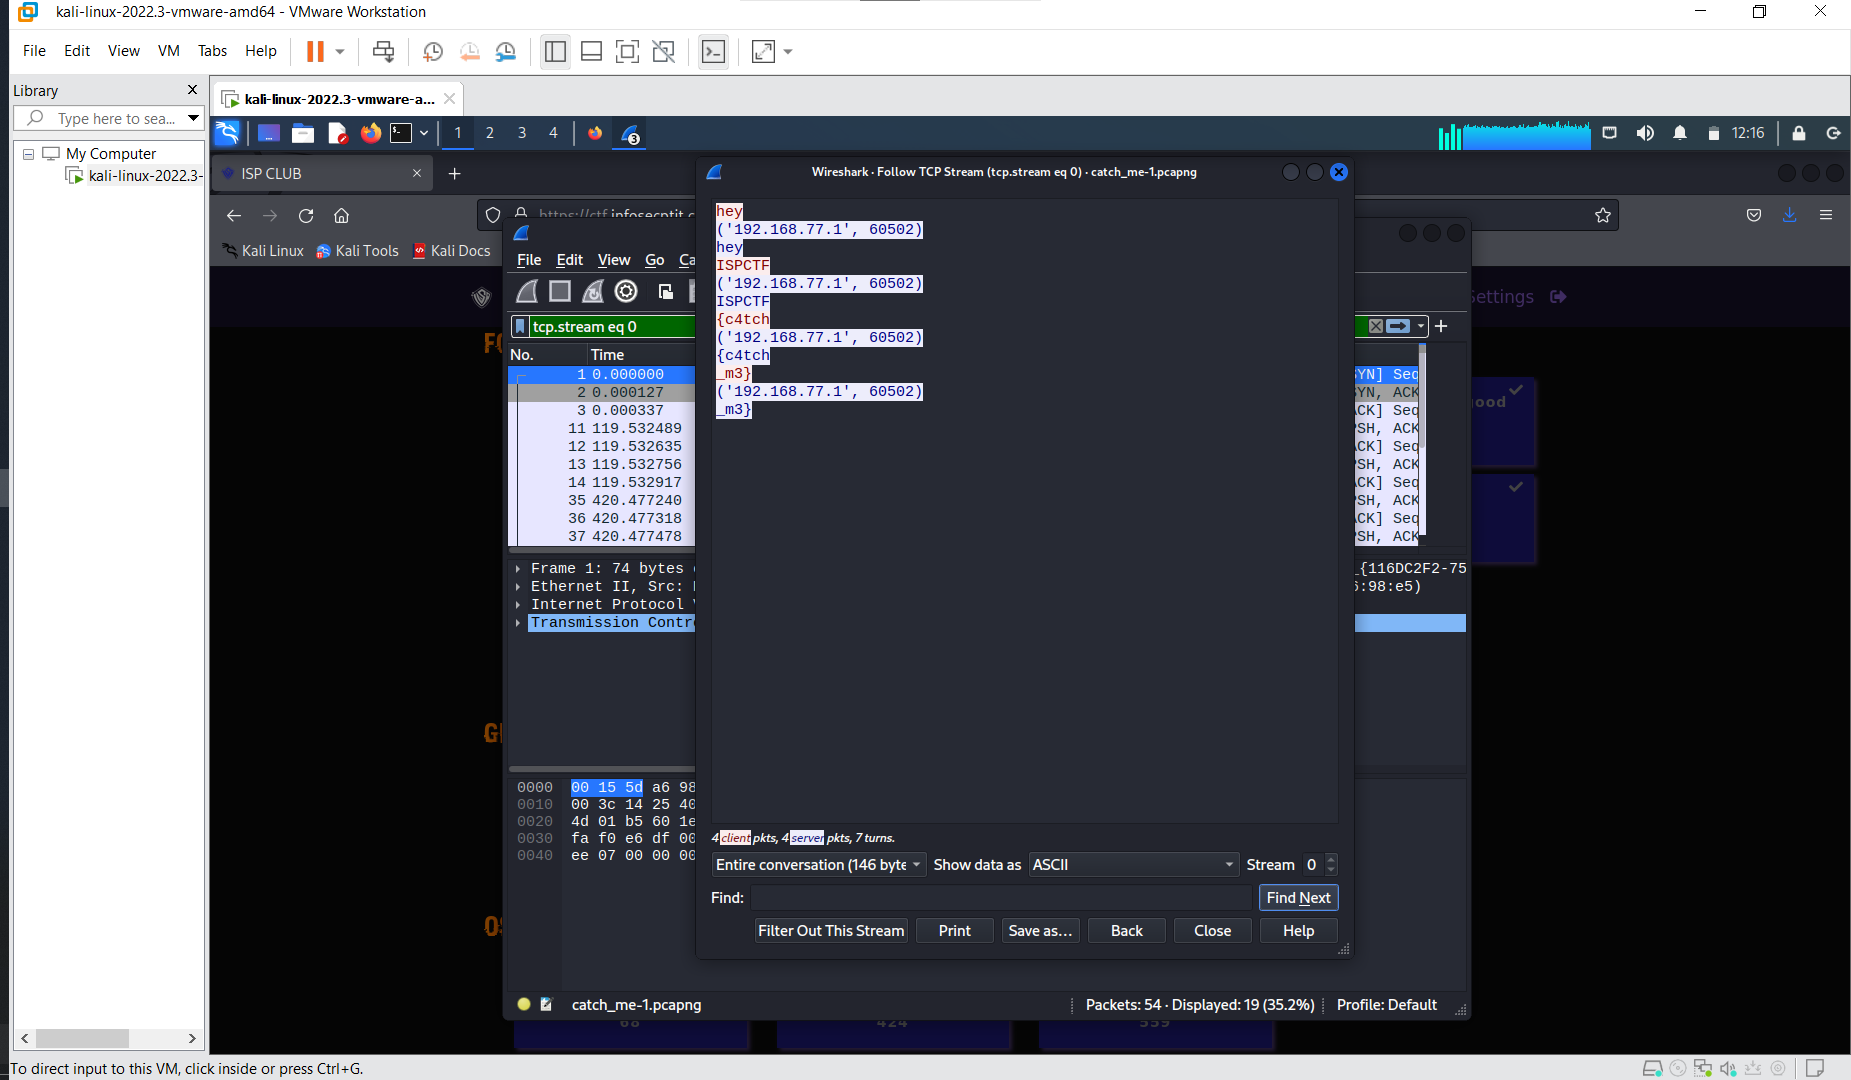 kali-linux-2022.3-vmware-amd64 - VMware Workstation
File Edit View VM Tabs Help
Library
kali-linux-2022.3-vmware-a...
Type here to sea...
1 2 3 4
3
12:16
My Computer
kali-linux-2022.3-
ISP CLUB
Wireshark · Follow TCP Stream (tcp.stream eq 0) · catch_me-1.pcapng
https://ctf.infosecptit.c
Kali Linux Kali Tools Kali Docs
File Edit View Go Ca
Settings
tcp.stream eq 0
No. Time
1 0.000000
2 0.000127
3 0.000337
11 119.532489
12 119.532635
13 119.532756
14 119.532917
35 420.477240
36 420.477318
37 420.477478
hey
('192.168.77.1', 60502)
hey
ISPCTF
('192.168.77.1', 60502)
ISPCTF
{c4tch
('192.168.77.1', 60502)
{c4tch
_m3}
('192.168.77.1', 60502)
_m3}
YN] Seq
YN, ACK
CK] Seq
SH, ACK
CK] Seq
SH, ACK
CK] Seq
SH, ACK
CK] Seq
SH, ACK
ood
Frame 1: 74 bytes
_{116DC2F2-75
Ethernet II, Src:
:98:e5)
Internet Protocol
Transmission Contr
0000 00 15 5d a6 98
0010 00 3c 14 25 40
0020 4d 01 b5 60 1e
0030 fa f0 e6 df 00
0040 ee 07 00 00 00
4 client pkts, 4 server pkts, 7 turns.
Entire conversation (146 byte Show data as ASCII Stream 0
Find: Find Next
Filter Out This Stream Print Save as... Back Close Help
catch_me-1.pcapng Packets: 54 · Displayed: 19 (35.2%) Profile: Default
68 424 559
To direct input to this VM, click inside or press Ctrl+G.